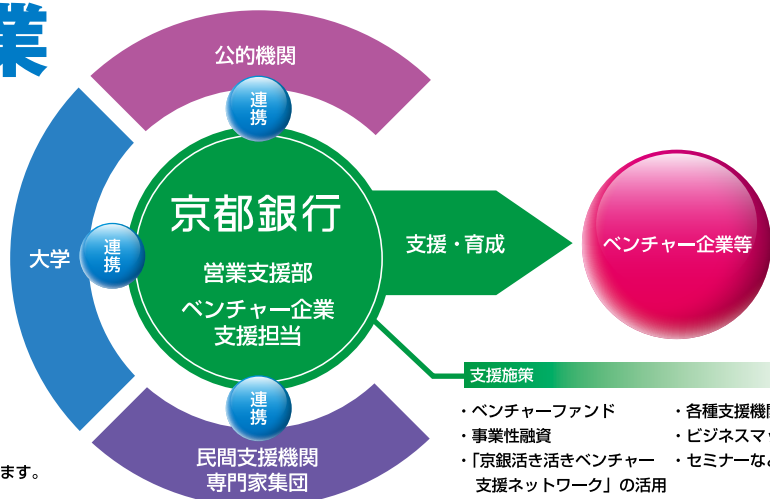 業
公的機関
連携
京都銀行
営業支援部
ベンチャー企業
支援担当
大学
連携
支援・育成
ベンチャー企業等
連携
民間支援機関
専門家集団
支援施策
・ベンチャーファンド
・事業性融資
・「京銀活き活きベンチャー
支援ネットワーク」の活用
・各種支援機
・ビジネスマッ
・セミナーな
ます。